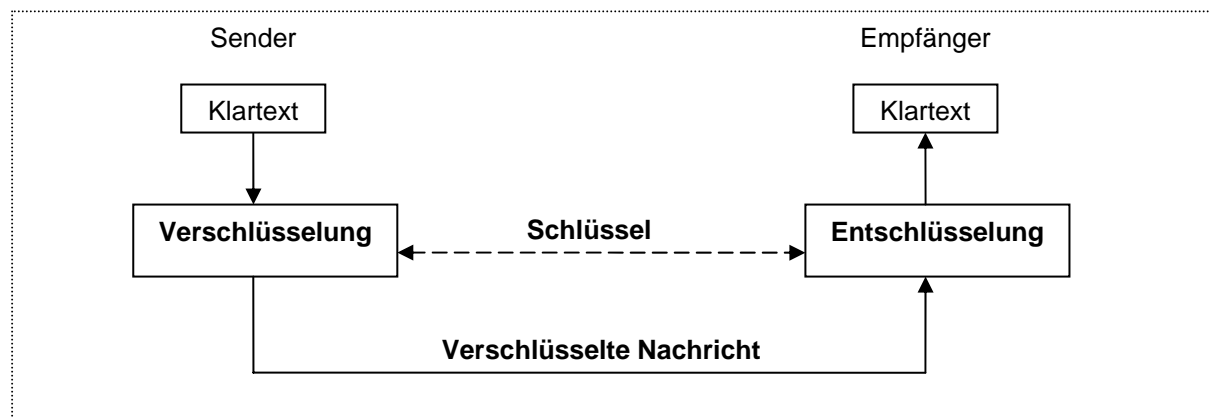 Sender
Empfänger
Klartext
Klartext
Verschlüsselung
Schlüssel
Entschlüsselung
Verschlüsselte Nachricht